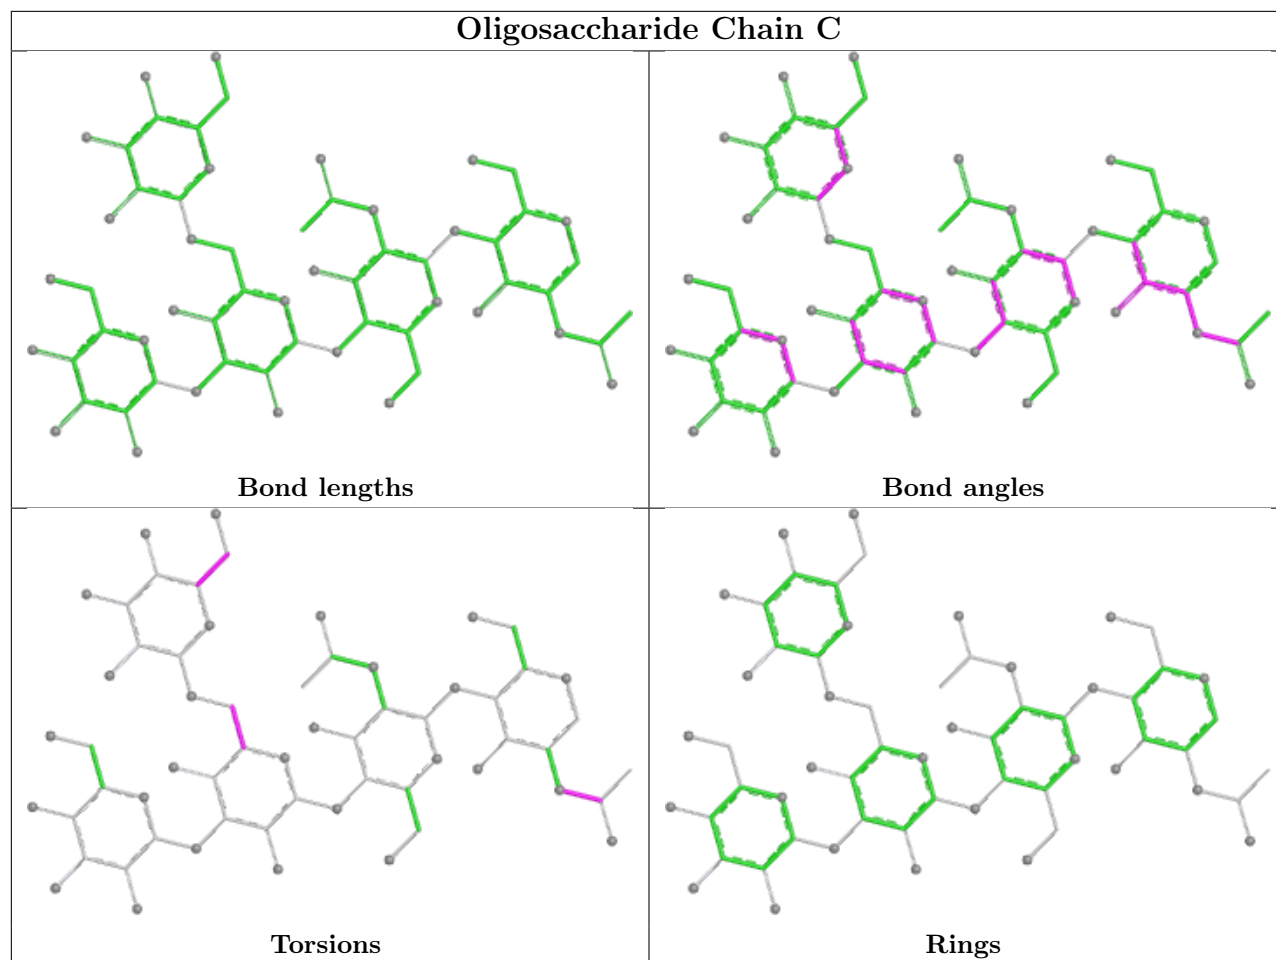 Oligosaccharide Chain C
Bond lengths
Bond angles
Torsions
Rings